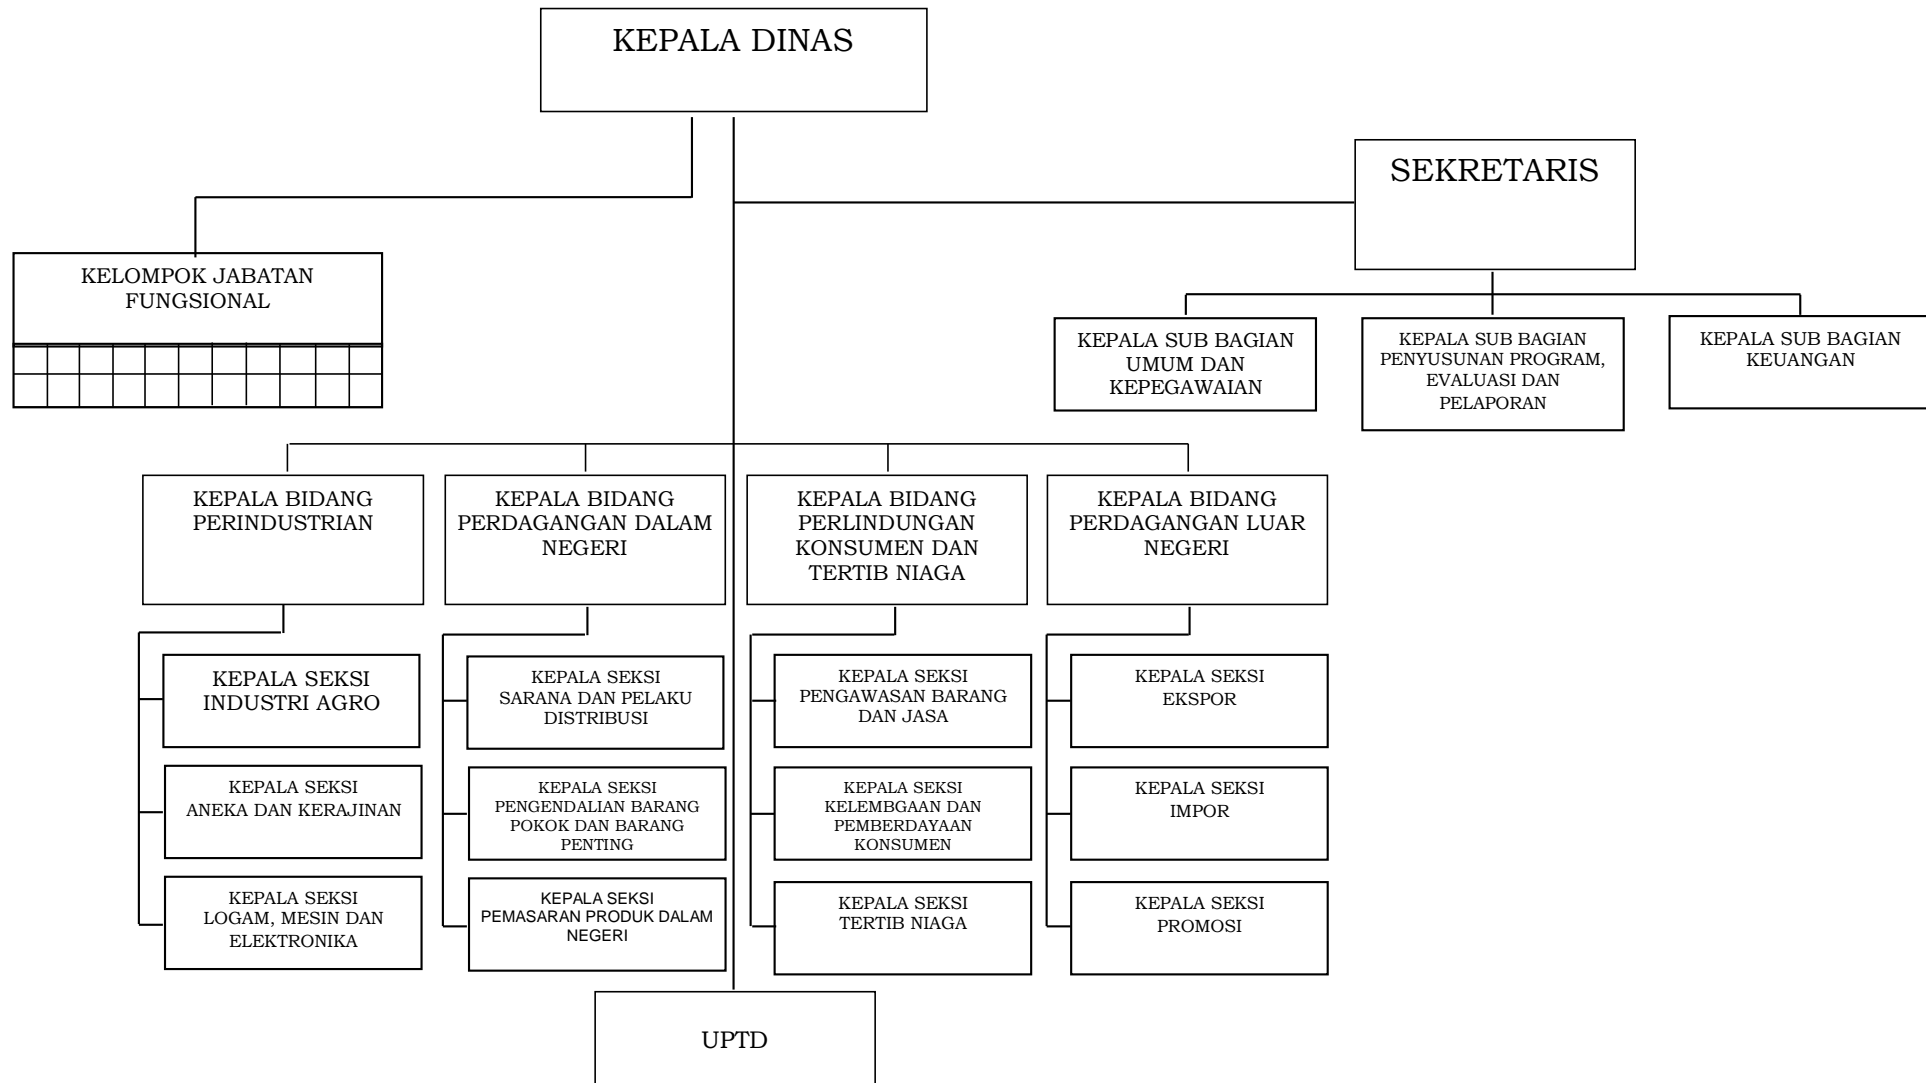 KEPALA DINAS
SEKRETARIS
KELOMPOK JABATAN
FUNGSIONAL
KEPALA SUB BAGIAN
UMUM DAN
KEPEGAWAIAN
KEPALA SUB BAGIAN
PENYUSUNAN PROGRAM,
EVALUASI DAN
PELAPORAN
KEPALA SUB BAGIAN
KEUANGAN
KEPALA BIDANG
PERINDUSTRIAN
KEPALA BIDANG
PERDAGANGAN DALAM
NEGERI
KEPALA BIDANG
PERLINDUNGAN
KONSUMEN DAN
TERTIB NIAGA
KEPALA BIDANG
PERDAGANGAN LUAR
NEGERI
KEPALA SEKSI
INDUSTRI AGRO
KEPALA SEKSI
SARANA DAN PELAKU
DISTRIBUSI
KEPALA SEKSI
PENGAWASAN BARANG
DAN JASA
KEPALA SEKSI
EKSPOR
KEPALA SEKSI
ANEKA DAN KERAJINAN
KEPALA SEKSI
PENGENDALIAN BARANG
POKOK DAN BARANG
PENTING
KEPALA SEKSI
KELEMBGAAN DAN
PEMBERDAYAAN
KONSUMEN
KEPALA SEKSI
IMPOR
KEPALA SEKSI
LOGAM, MESIN DAN
ELEKTRONIKA
KEPALA SEKSI
PEMASARAN PRODUK DALAM
NEGERI
KEPALA SEKSI
TERTIB NIAGA
KEPALA SEKSI
PROMOSI
UPTD